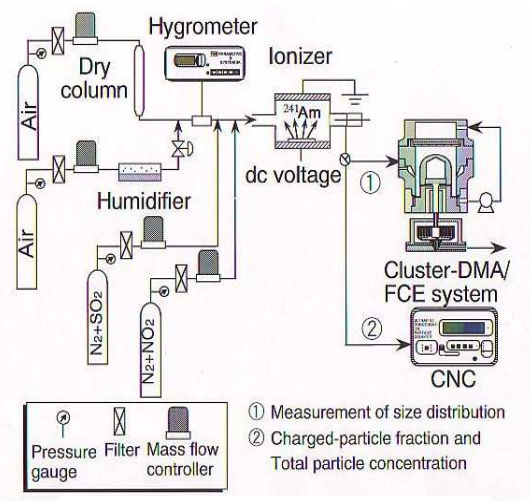 Hygrometer
Ionizer
Dry
column
Air
241Am
dc voltage
①
Humidifier
Air
Cluster-DMA/
FCE system
N2+SO2
N2+NO2
②
CNC
Pressure
gauge
Filter
Mass flow
controller
① Measurement of size distribution
② Charged-particle fraction and
Total particle concentration